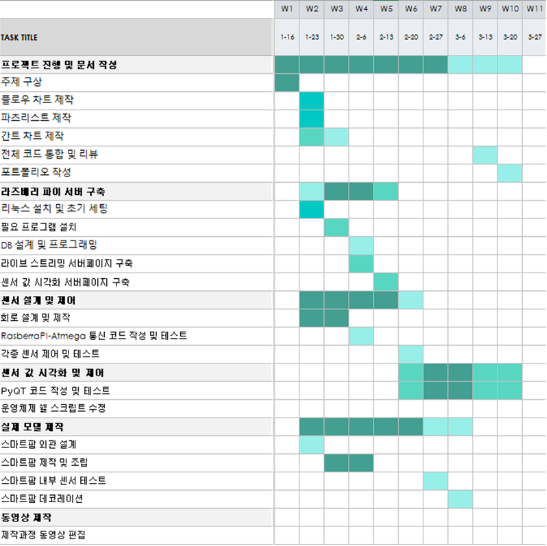 W1 W2 W3 W4 W5 W6 W7 W8 W9 W10 W11
TASK TITLE 1-16 1-23 1-30 2-6 2-13 2-20 2-27 3-6 3-13 3-20 3-27
프로젝트 진행 및 문서 작성
주제 구상
플로우 차트 제작
파츠리스트 제작
간트 차트 제작
전체 코드 통합 및 리뷰
포트폴리오 작성
라즈베리 파이 서버 구축
리눅스 설치 및 초기 세팅
필요 프로그램 설치
DB 설계 및 프로그래밍
라이브 스트리밍 서버페이지 구축
센서 값 시각화 서버페이지 구축
센서 설계 및 제어
회로 설계 및 제작
RasberraPi-Atmega 통신 코드 작성 및 테스트
각종 센서 제어 및 테스트
센서 값 시각화 및 제어
PyQT 코드 작성 및 테스트
운영체제 쉘 스크립트 수정
실제 모델 제작
스마트팜 외관 설계
스마트팜 제작 및 조립
스마트팜 내부 센서 테스트
스마트팜 데코레이션
동영상 제작
제작과정 동영상 편집